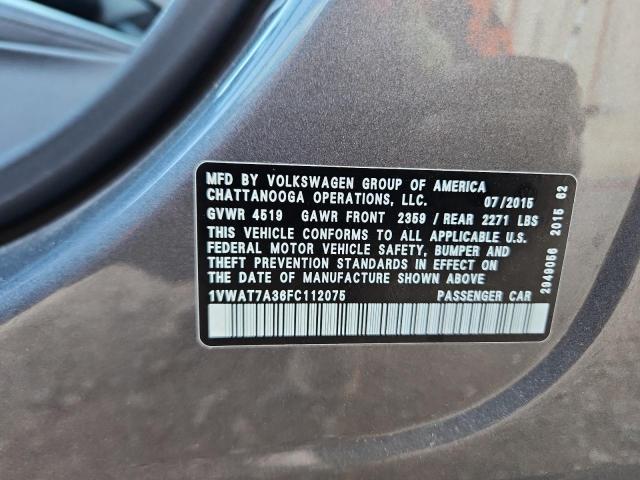 MFD BY VOLKSWAGEN GROUP OF AMERICA
CHATTANOOGA OPERATIONS, LLC. 07/2015
GVWR 4519 GAWR FRONT 2359 / REAR 2271 LBS
THIS VEHICLE CONFORMS TO ALL APPLICABLE U.S.
FEDERAL MOTOR VEHICLE SAFETY, BUMPER AND
THEFT PREVENTION STANDARDS IN EFFECT ON
THE DATE OF MANUFACTURE SHOWN ABOVE
1VWAT7A36FC112075 PASSENGER CAR
2949056 2015 62